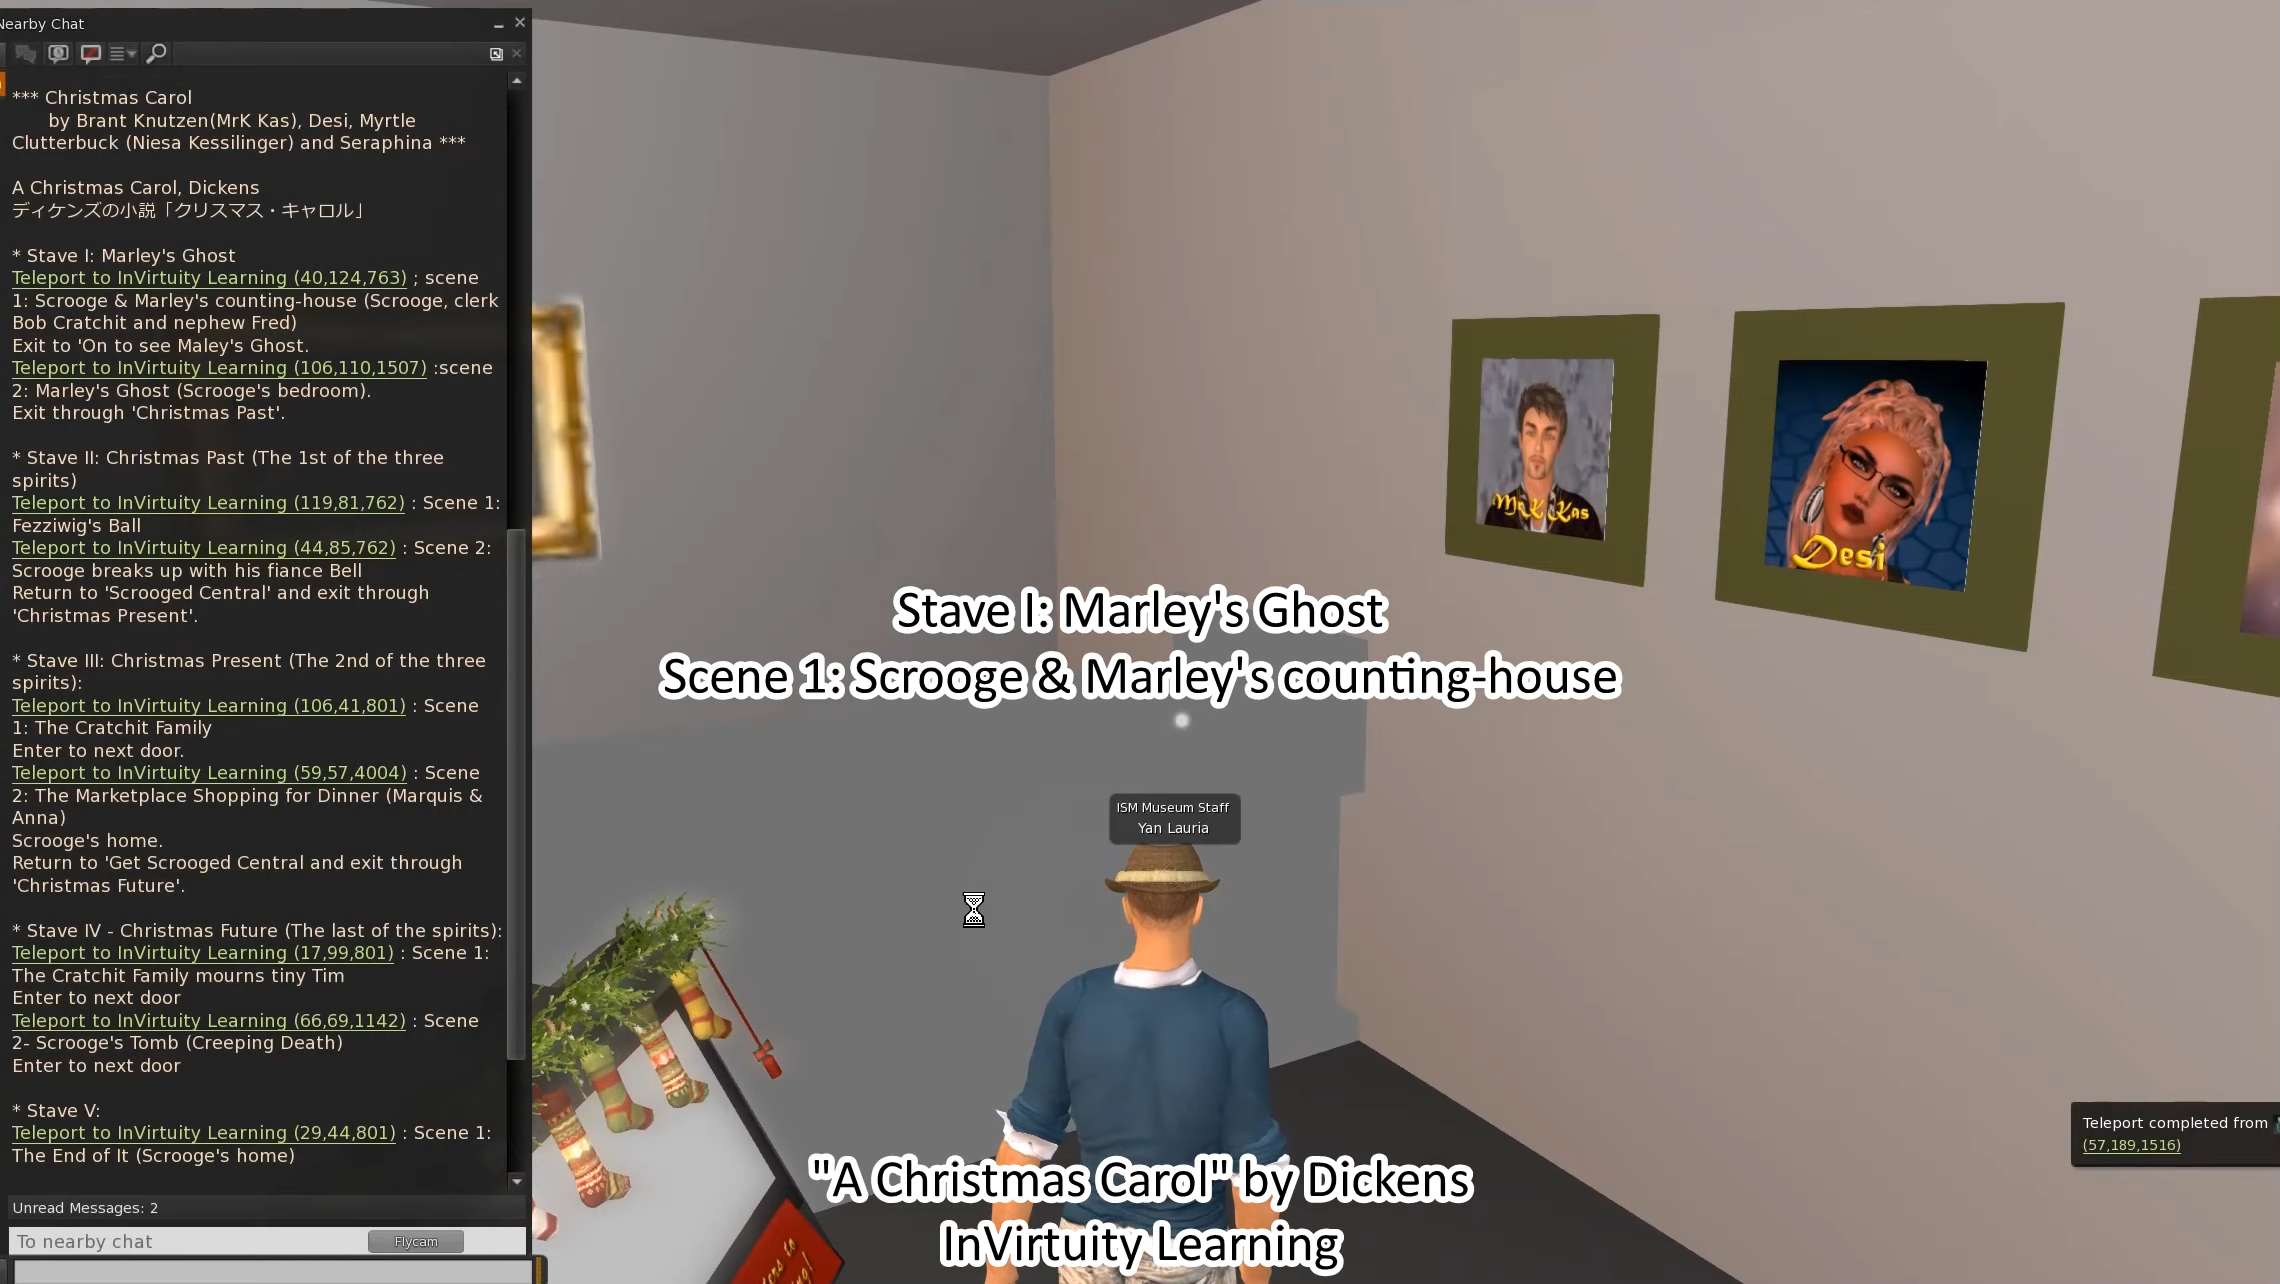 Nearby Chat
*** Christmas Carol
by Brant Knutzen(MrK Kas), Desi, Myrtle
Clutterbuck (Niesa Kessilinger) and Seraphina ***
A Christmas Carol, Dickens
ディケンズの小説「クリスマス・キャロル」
* Stave I: Marley's Ghost
Teleport to InVirtuity Learning (40,124,763) ; scene
1: Scrooge & Marley's counting-house (Scrooge, clerk
Bob Cratchit and nephew Fred)
Exit to 'On to see Maley's Ghost.
Teleport to InVirtuity Learning (106,110,1507) :scene
2: Marley's Ghost (Scrooge's bedroom).
Exit through 'Christmas Past'.
* Stave II: Christmas Past (The 1st of the three
spirits)
Teleport to InVirtuity Learning (119,81,762) : Scene 1:
Fezziwig's Ball
Teleport to InVirtuity Learning (44,85,762) : Scene 2:
Scrooge breaks up with his fiance Bell
Return to 'Scrooged Central' and exit through
'Christmas Present'.
* Stave III: Christmas Present (The 2nd of the three
spirits):
Teleport to InVirtuity Learning (106,41,801) : Scene
1: The Cratchit Family
Enter to next door.
Teleport to InVirtuity Learning (59,57,4004) : Scene
2: The Marketplace Shopping for Dinner (Marquis &
Anna)
Scrooge's home.
Return to 'Get Scrooged Central and exit through
'Christmas Future'.
* Stave IV - Christmas Future (The last of the spirits):
Teleport to InVirtuity Learning (17,99,801) : Scene 1:
The Cratchit Family mourns tiny Tim
Enter to next door
Teleport to InVirtuity Learning (66,69,1142) : Scene
2- Scrooge's Tomb (Creeping Death)
Enter to next door
* Stave V:
Teleport to InVirtuity Learning (29,44,801) : Scene 1:
The End of It (Scrooge's home)
Unread Messages: 2
To nearby chat
Flycam
MrK Kas
Desi
Stave I: Marley's Ghost
Scene 1: Scrooge & Marley's counting-house
ISM Museum Staff
Yan Lauria
Teleport completed from
(57,189,1516)
"A Christmas Carol" by Dickens
InVirtuity Learning